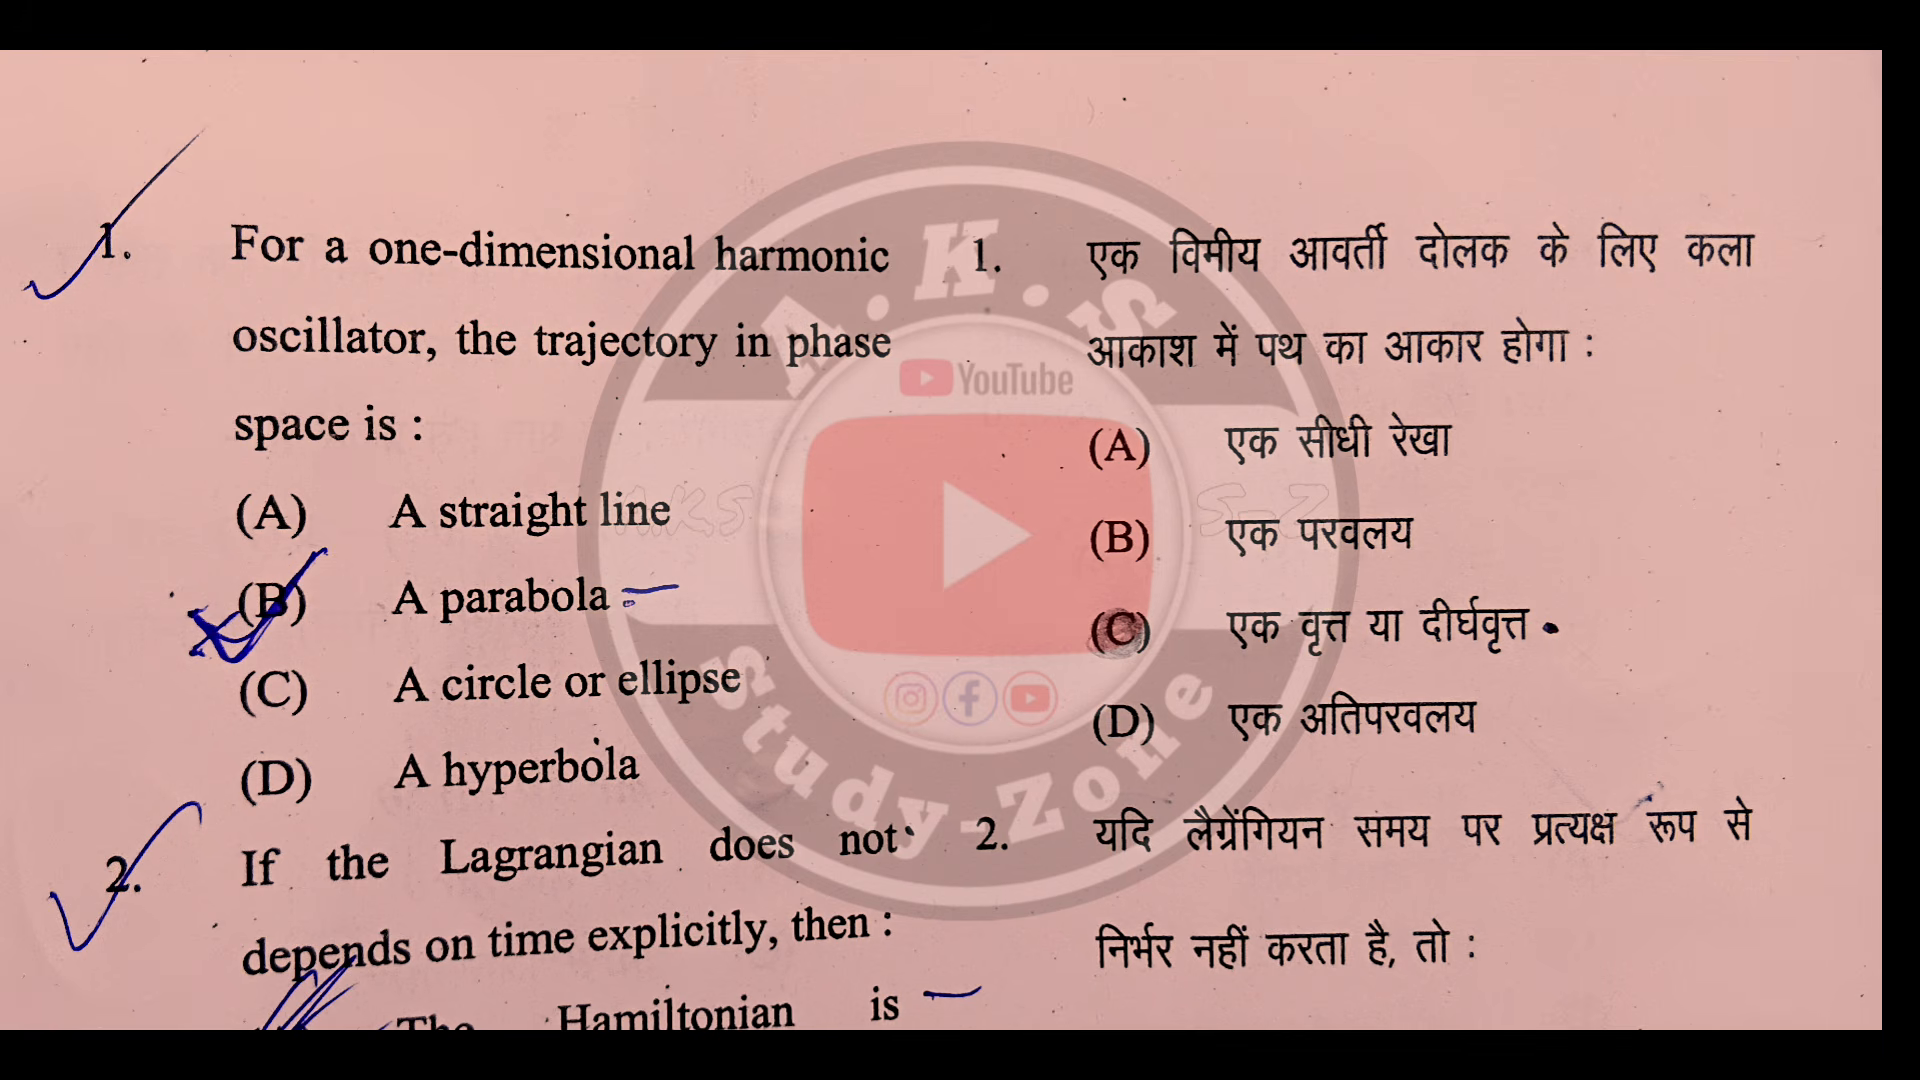 1. For a one-dimensional harmonic
oscillator, the trajectory in phase
space is :
(A) A straight line
(B) A parabola
(C) A circle or ellipse
(D) A hyperbola
2. If the Lagrangian does not
depends on time explicitly, then :
The Hamiltonian is
1. एक विमीय आवर्ती दोलक के लिए कला
आकाश में पथ का आकार होगा :
(A) एक सीधी रेखा
(B) एक परवलय
(C) एक वृत्त या दीर्घवृत्त
(D) एक अतिपरवलय
2. यदि लैग्रेंगियन समय पर प्रत्यक्ष रूप से
निर्भर नहीं करता है, तो :
A.K.S
YouTube
AKS S-Z
Study-Zone